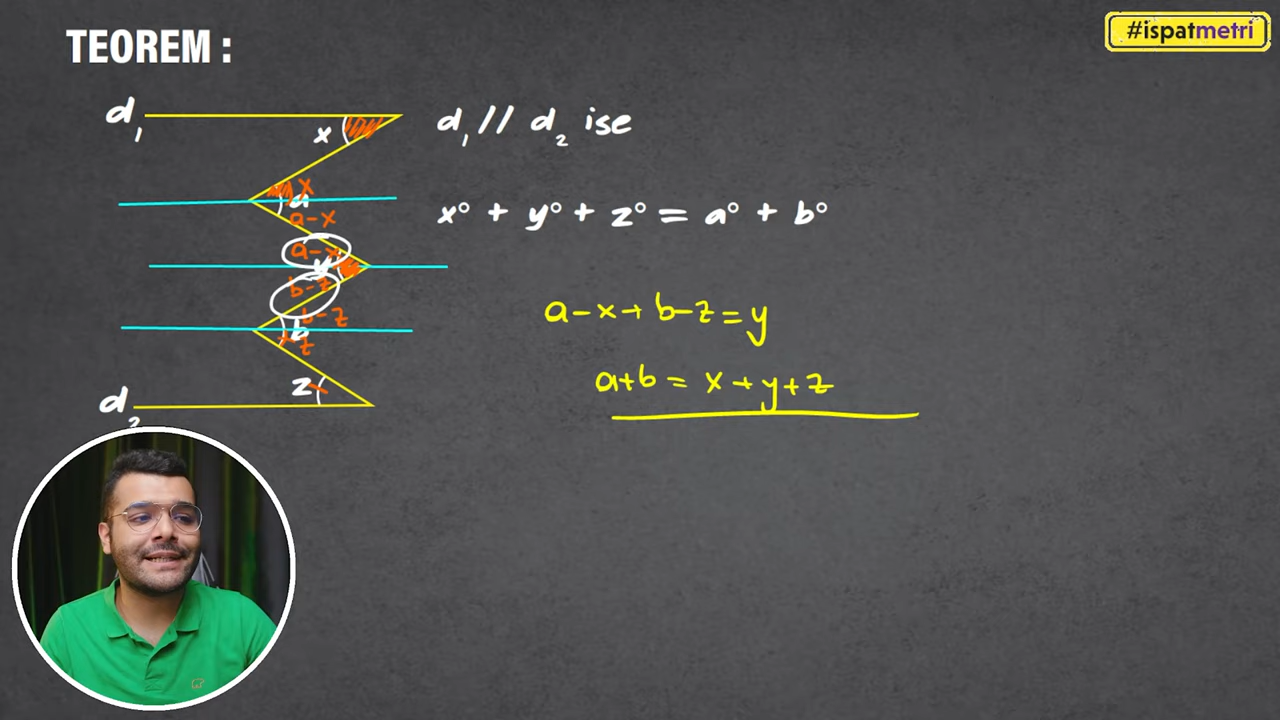 TEOREM :
#ispatmetri
d₁
x
d₁ // d₂ ise
x
a
a-x
x° + y° + z° = a° + b°
a-x
y
b-z
a-x+b-z=y
b-z
b
z
a+b = x+y+z
z
d₂